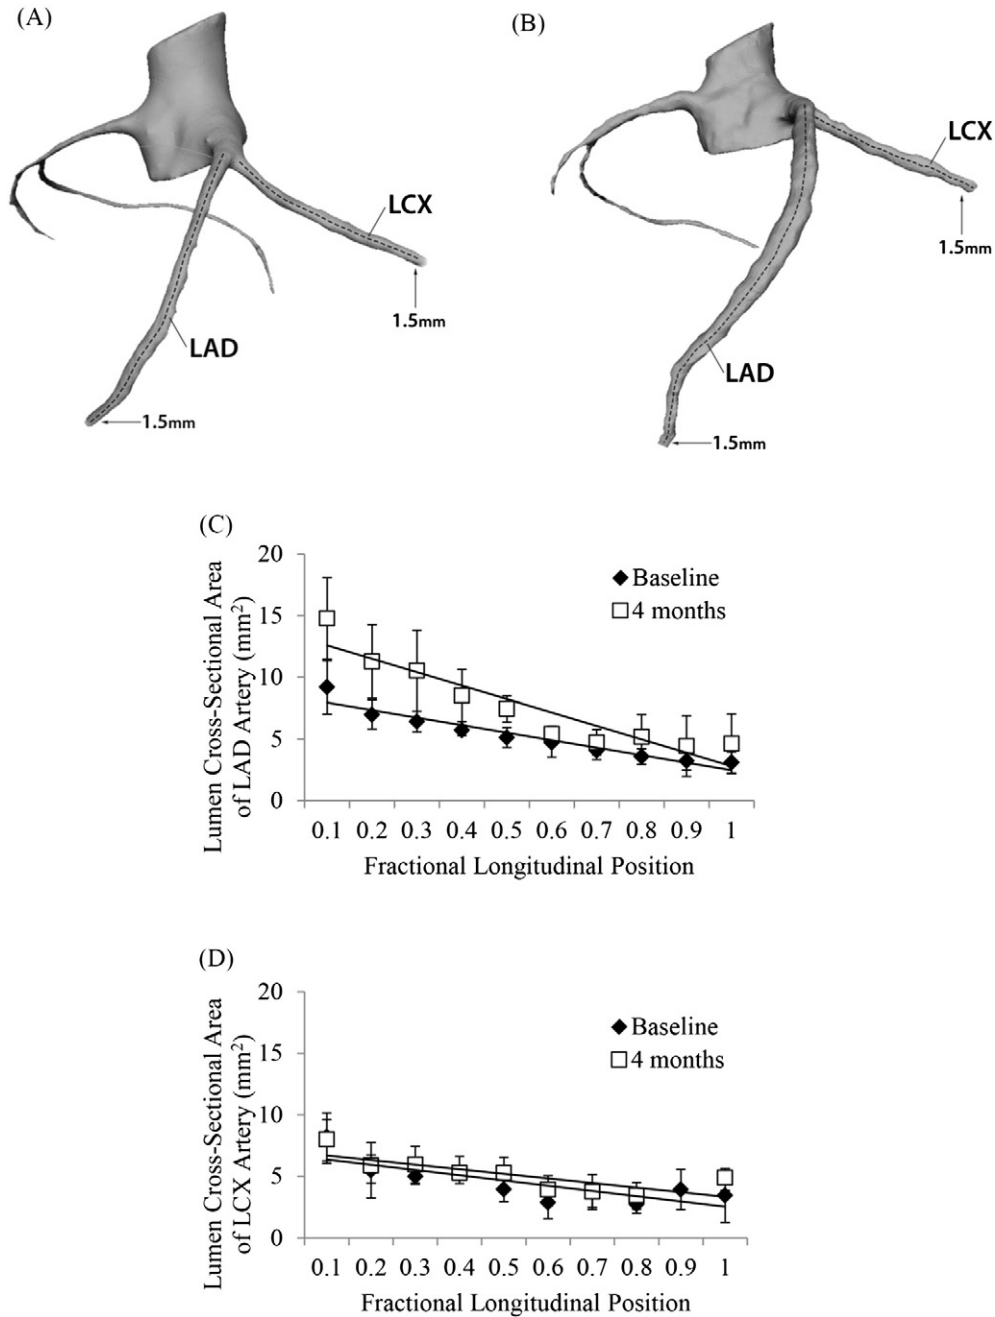 (A)
LCX
1.5mm
LAD
1.5mm
(B)
LCX
1.5mm
LAD
1.5mm
(C)
Lumen Cross-Sectional Area
of LAD Artery (mm²)
20
15
10
5
0
Baseline
4 months
0.1 0.2 0.3 0.4 0.5 0.6 0.7 0.8 0.9 1
Fractional Longitudinal Position
(D)
Lumen Cross-Sectional Area
of LCX Artery (mm²)
20
15
10
5
0
Baseline
4 months
0.1 0.2 0.3 0.4 0.5 0.6 0.7 0.8 0.9 1
Fractional Longitudinal Position